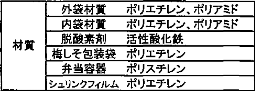 材質
外袋材質 ポリエチレン、ポリアミド
内袋材質 ポリエチレン、ポリアミド
脱酸素剤 活性酸化鉄
梅しそ包装袋 ポリエチレン
弁当容器 ポリスチレン
シュリンクフィルム ポリエチレン